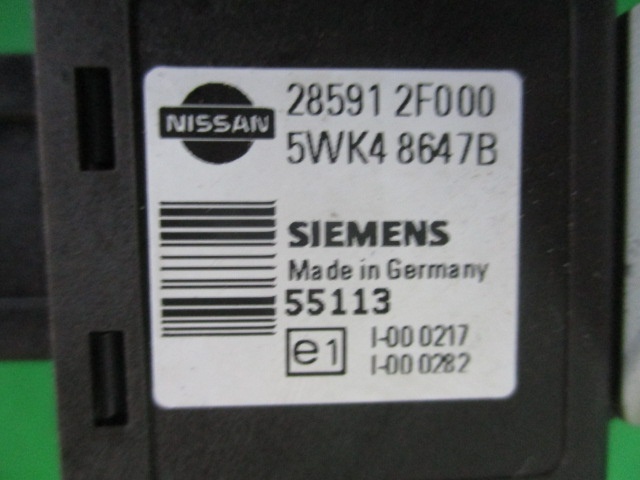 NISSAN
28591 2F000
5WK4 8647B
SIEMENS
Made in Germany
55113
e1
I-00 0217
I-00 0282